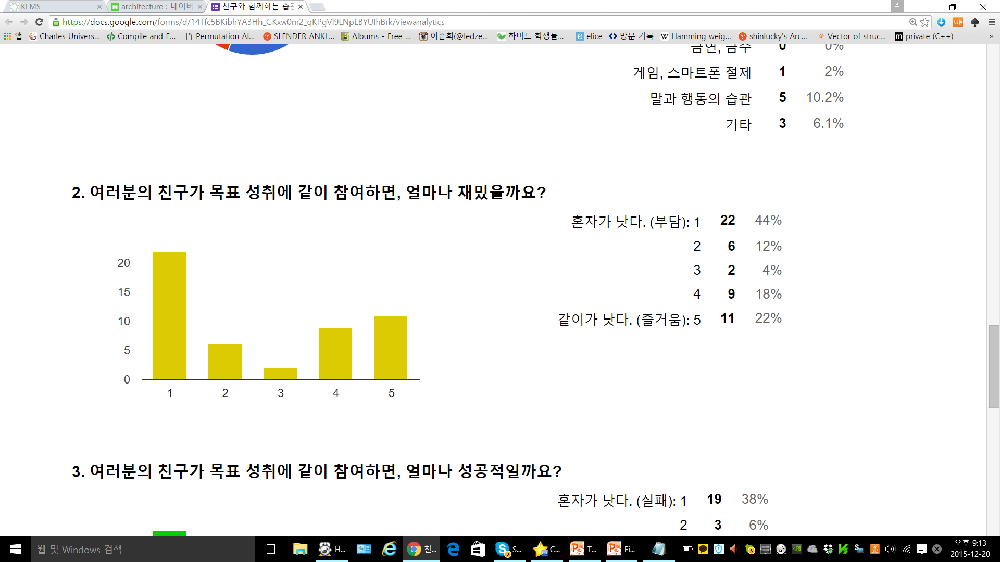 KLMS
architecture : 네이버
친구와 함께하는 습관
https://docs.google.com/forms/d/14Tfc5BKibhYA3Hh_GKxw0m2_qKPgVl9LNpLBYUIhBrk/viewanalytics
앱 Charles Univers... Compile and E... Permutation Al... SLENDER ANKL... Albums - Free ... 이준희(@ledze... 하버드 학생들... elice 방문 기록 Hamming weig... shinlucky's Arc... Vector of struc... private (C++) »
금연, 금주 0 0%
게임, 스마트폰 절제 1 2%
말과 행동의 습관 5 10.2%
기타 3 6.1%
2. 여러분의 친구가 목표 성취에 같이 참여하면, 얼마나 재밌을까요?
혼자가 낫다. (부담): 1 22 44%
2 6 12%
3 2 4%
4 9 18%
같이가 낫다. (즐거움): 5 11 22%
20
15
10
5
0
1 2 3 4 5
3. 여러분의 친구가 목표 성취에 같이 참여하면, 얼마나 성공적일까요?
혼자가 낫다. (실패): 1 19 38%
2 3 6%
웹 및 Windows 검색
H... 친... S... C... T... Fi...
오후 9:13
2015-12-20